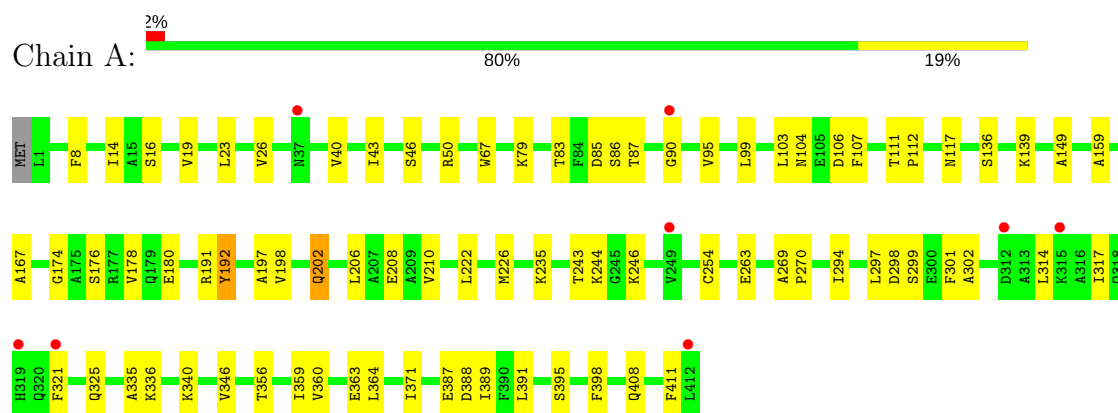 2%
Chain A:
80% 19%
MET L1 F8 I14 A15 S16 V19 L23 V26 N37 V40 I43 S46 R50 W67 K79 T83 F84 D85 S86 T87 G90 V95 L99 L103 N104 E105 D106 F107 T111 P112 N117 S136 K139 A149 A159
A167 G174 A175 S176 R177 V178 Q179 E180 R191 Y192 A197 V198 Q202 L206 A207 E208 A209 V210 L222 M226 K235 T243 K244 G245 K246 V249 C254 E263 A269 P270 I294 L297 D298 S299 E300 F301 A302 D312 A313 L314 K315 A316 I317
H319 Q320 F321 Q325 A335 K336 K340 V346 T356 I359 V360 E363 L364 I371 E387 D388 I389 F390 L391 S395 F398 Q408 F411 L412